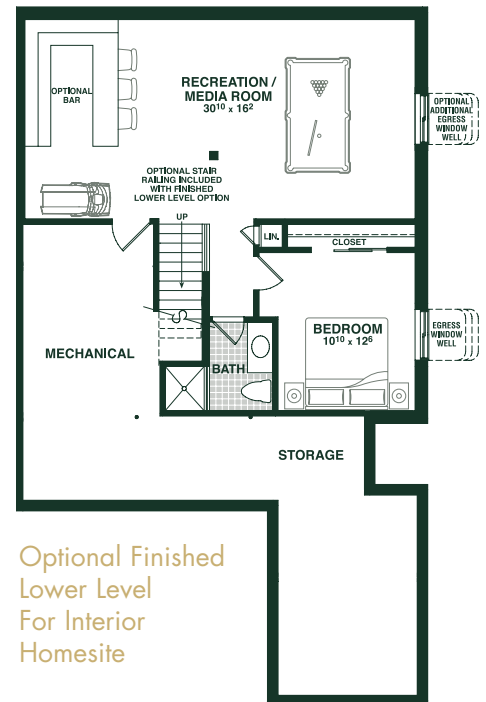 OPTIONAL
BAR
RECREATION /
MEDIA ROOM
30¹⁰ x 16²
OPTIONAL
ADDITIONAL
EGRESS
WINDOW
WELL
OPTIONAL STAIR
RAILING INCLUDED
WITH FINISHED
LOWER LEVEL OPTION
UP
LIN.
CLOSET
MECHANICAL
BATH
BEDROOM
10¹⁰ x 12⁶
EGRESS
WINDOW
WELL
STORAGE
Optional Finished
Lower Level
For Interior
Homesite